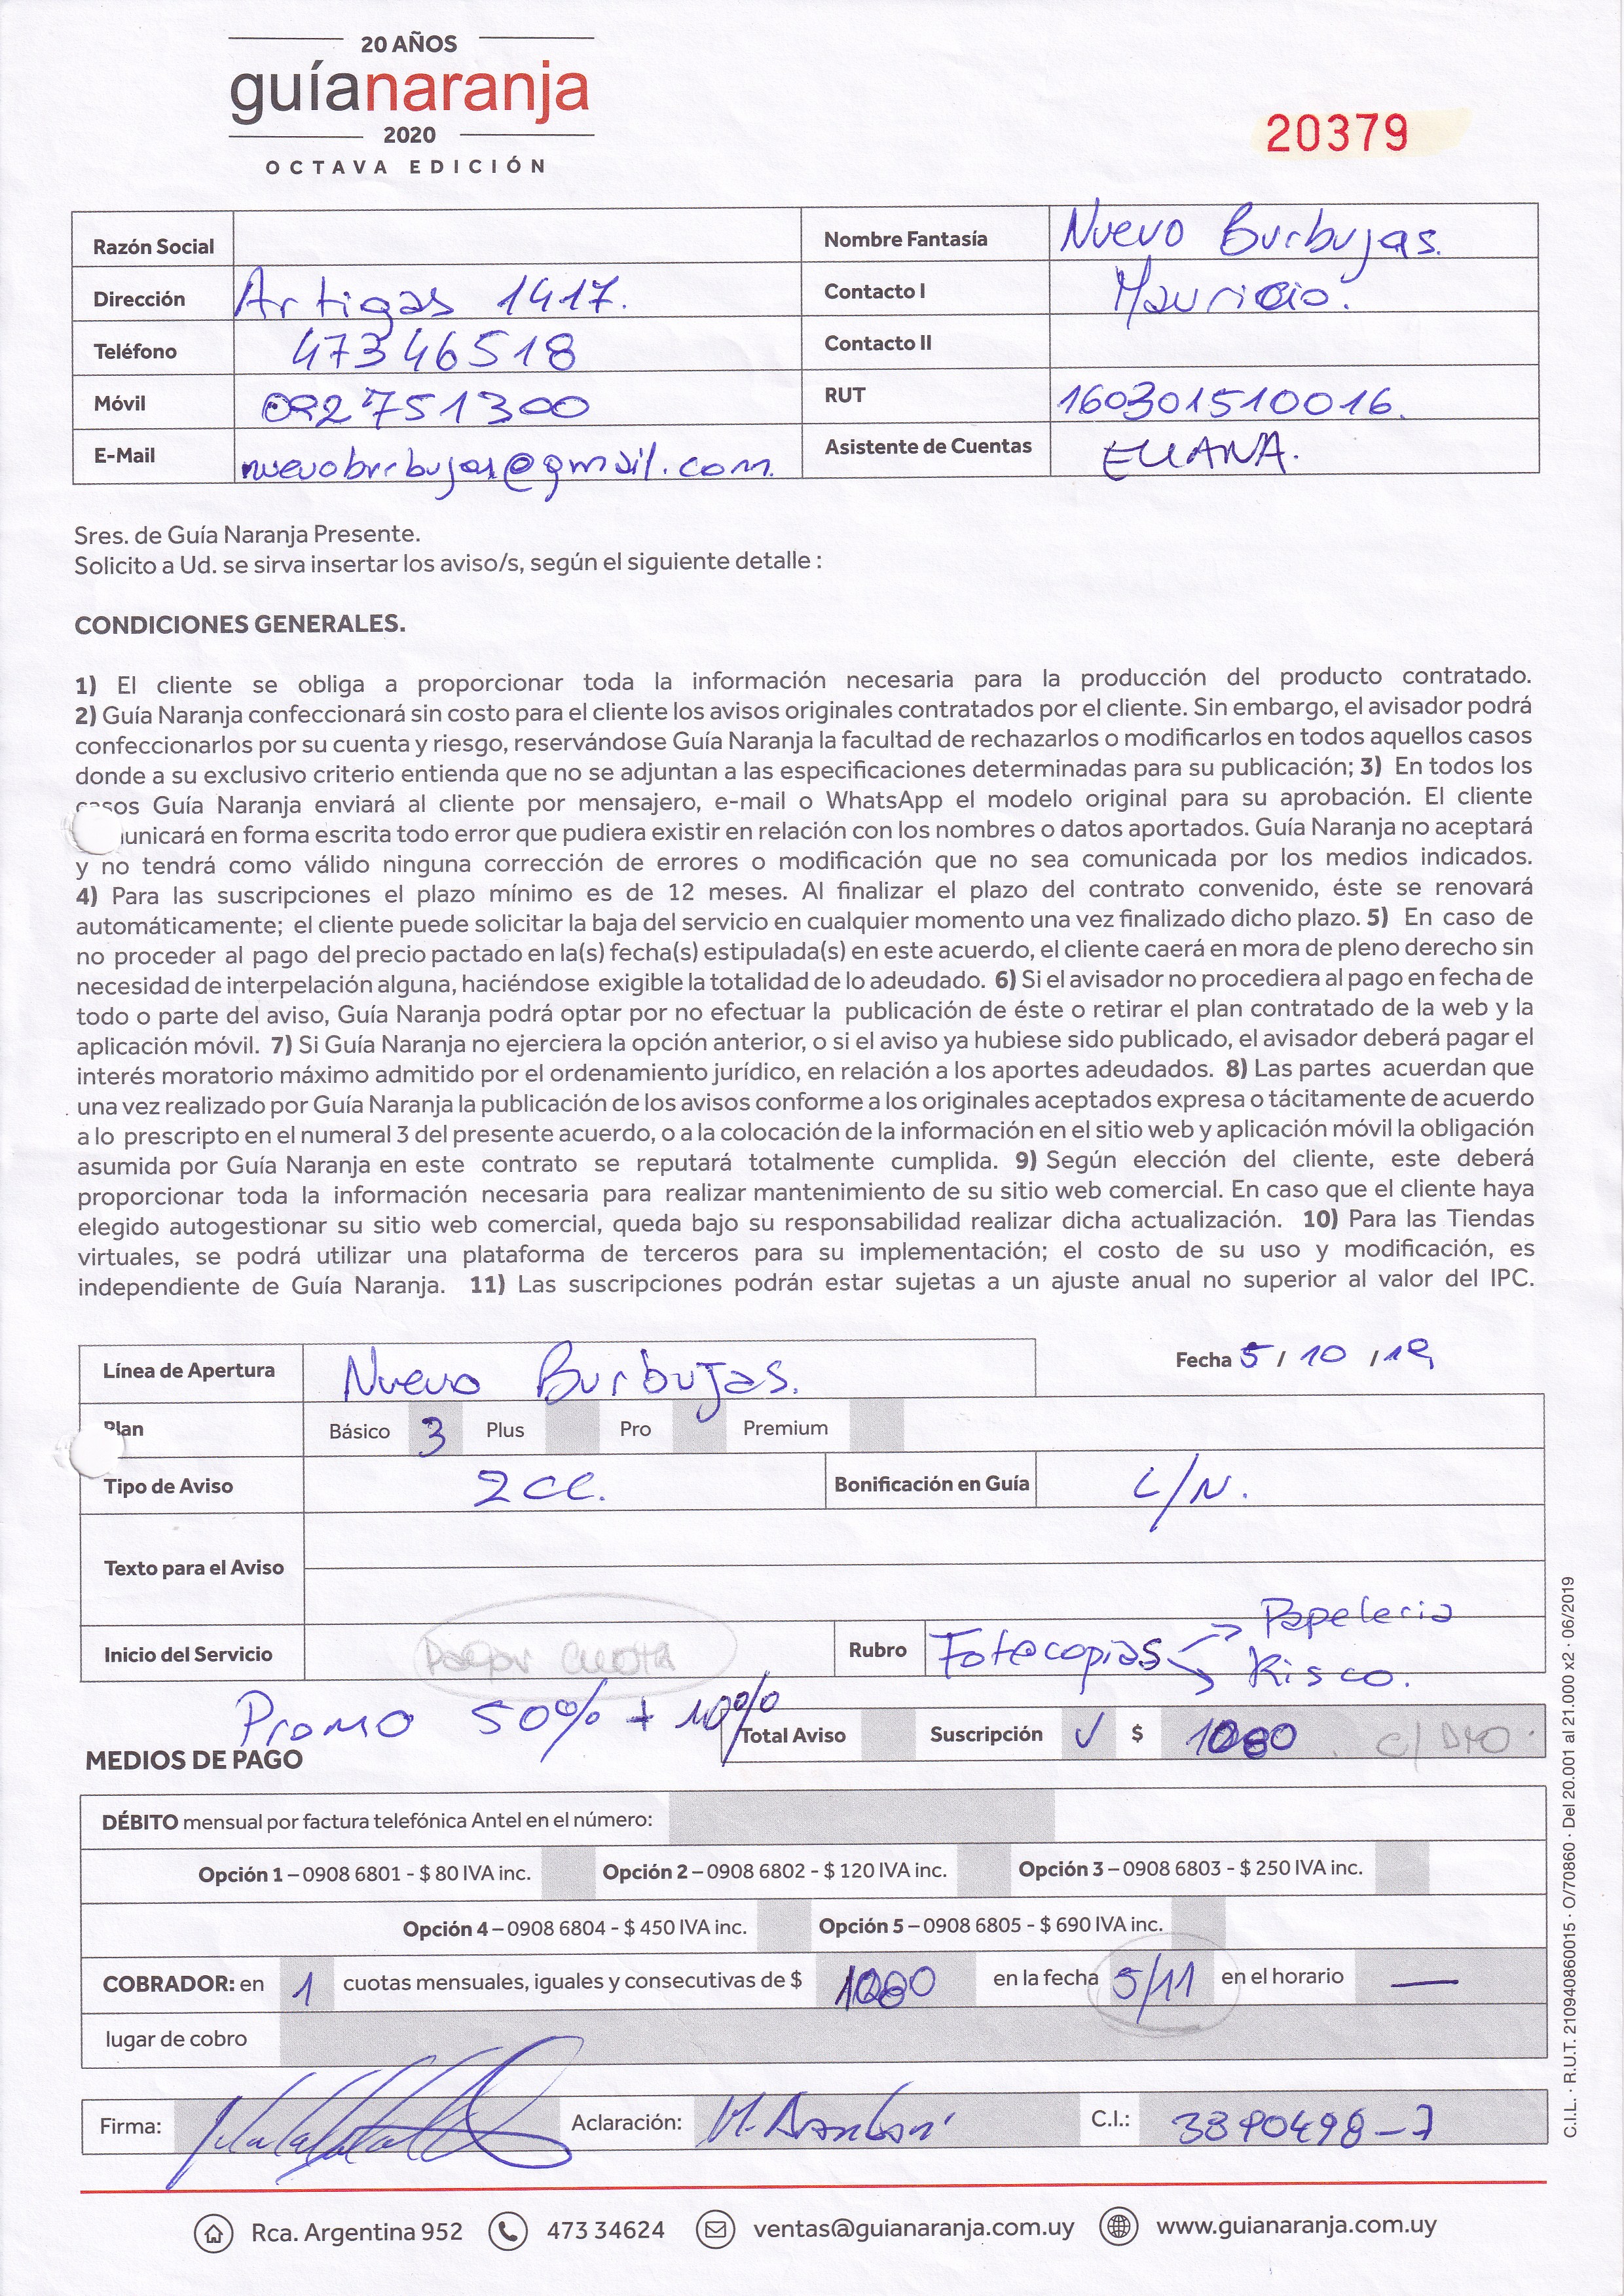 20 AÑOS
guíanaranja
2020
OCTAVA EDICIÓN
20379
Razón Social
Nombre Fantasía Nuevo Burbujas.
Dirección Artigas 1417.
Contacto I Mauricio.
Teléfono 47346518
Contacto II
Móvil 092751300
RUT 160301510016.
E-Mail nuevoburbujas@gmail.com
Asistente de Cuentas ELIANA.
Sres. de Guía Naranja Presente.
Solicito a Ud. se sirva insertar los aviso/s, según el siguiente detalle :
CONDICIONES GENERALES.
1) El cliente se obliga a proporcionar toda la información necesaria para la producción del producto contratado.
2) Guía Naranja confeccionará sin costo para el cliente los avisos originales contratados por el cliente. Sin embargo, el avisador podrá
confeccionarlos por su cuenta y riesgo, reservándose Guía Naranja la facultad de rechazarlos o modificarlos en todos aquellos casos
donde a su exclusivo criterio entienda que no se adjuntan a las especificaciones determinadas para su publicación; 3) En todos los
casos Guía Naranja enviará al cliente por mensajero, e-mail o WhatsApp el modelo original para su aprobación. El cliente
unicará en forma escrita todo error que pudiera existir en relación con los nombres o datos aportados. Guía Naranja no aceptará
y no tendrá como válido ninguna corrección de errores o modificación que no sea comunicada por los medios indicados.
4) Para las suscripciones el plazo mínimo es de 12 meses. Al finalizar el plazo del contrato convenido, éste se renovará
automáticamente; el cliente puede solicitar la baja del servicio en cualquier momento una vez finalizado dicho plazo. 5) En caso de
no proceder al pago del precio pactado en la(s) fecha(s) estipulada(s) en este acuerdo, el cliente caerá en mora de pleno derecho sin
necesidad de interpelación alguna, haciéndose exigible la totalidad de lo adeudado. 6) Si el avisador no procediera al pago en fecha de
todo o parte del aviso, Guía Naranja podrá optar por no efectuar la publicación de éste o retirar el plan contratado de la web y la
aplicación móvil. 7) Si Guía Naranja no ejerciera la opción anterior, o si el aviso ya hubiese sido publicado, el avisador deberá pagar el
interés moratorio máximo admitido por el ordenamiento jurídico, en relación a los aportes adeudados. 8) Las partes acuerdan que
una vez realizado por Guía Naranja la publicación de los avisos conforme a los originales aceptados expresa o tácitamente de acuerdo
a lo prescripto en el numeral 3 del presente acuerdo, o a la colocación de la información en el sitio web y aplicación móvil la obligación
asumida por Guía Naranja en este contrato se reputará totalmente cumplida. 9) Según elección del cliente, este deberá
proporcionar toda la información necesaria para realizar mantenimiento de su sitio web comercial. En caso que el cliente haya
elegido autogestionar su sitio web comercial, queda bajo su responsabilidad realizar dicha actualización. 10) Para las Tiendas
virtuales, se podrá utilizar una plataforma de terceros para su implementación; el costo de su uso y modificación, es
independiente de Guía Naranja. 11) Las suscripciones podrán estar sujetas a un ajuste anual no superior al valor del IPC.
Línea de Apertura Nuevo Burbujas.
Fecha 5 / 10 / 19
Plan Básico 3 Plus Pro Premium
Tipo de Aviso 2 CC.
Bonificación en Guía C/N.
Texto para el Aviso
Inicio del Servicio
Rubro Fotocopias Papeleria
Kisco.
Promo 50% + 10%
Total Aviso Suscripción ✓ $ 1080 C/ DTO.
MEDIOS DE PAGO
DÉBITO mensual por factura telefónica Antel en el número:
Opción 1 – 0908 6801 - $ 80 IVA inc. Opción 2 – 0908 6802 - $ 120 IVA inc. Opción 3 – 0908 6803 - $ 250 IVA inc.
Opción 4 – 0908 6804 - $ 450 IVA inc. Opción 5 – 0908 6805 - $ 690 IVA inc.
COBRADOR: en 1 cuotas mensuales, iguales y consecutivas de $ 1080 en la fecha 5/11 en el horario —
lugar de cobro
Firma:
Aclaración:
C.I.: 3890498-7
Rca. Argentina 952 473 34624 ventas@guianaranja.com.uy www.guianaranja.com.uy
C.I.L. · R.U.T. 210940860015 · O/70860 · Del 20.001 al 21.000 x2 · 06/2019